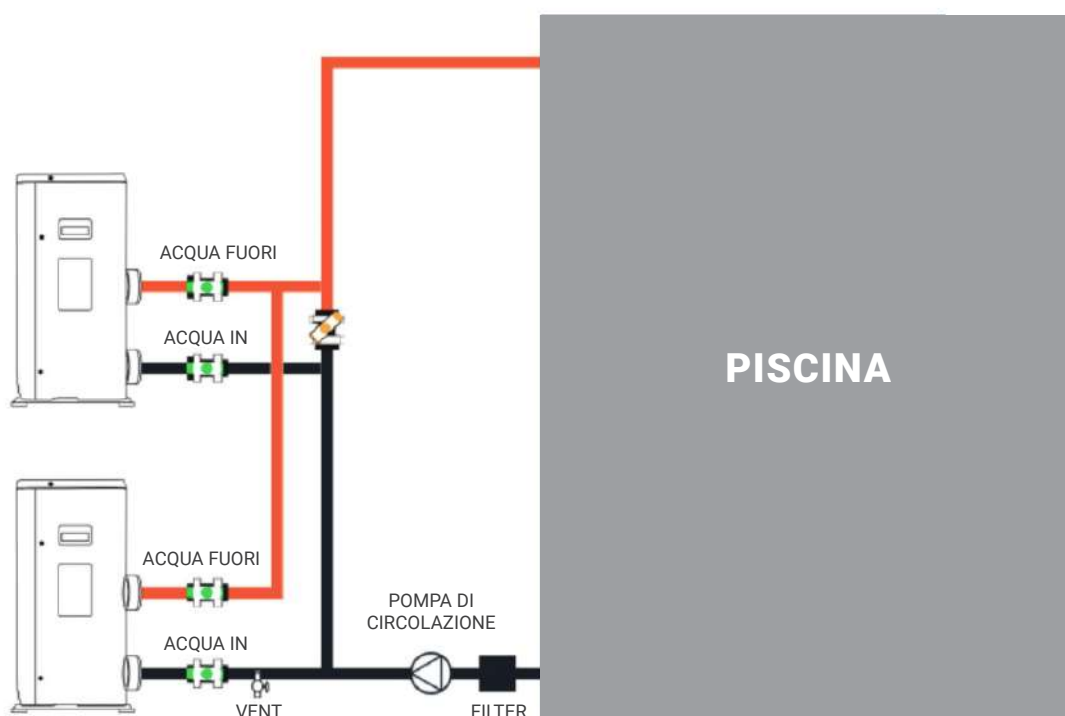 ACQUA FUORI
ACQUA IN
PISCINA
ACQUA FUORI
POMPA DI
CIRCOLAZIONE
ACQUA IN
VENT
FILTER